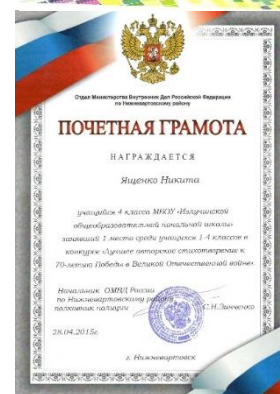 Отдел Министерства Внутренних Дел Российской Федерации
по Нижневартовскому району
ПОЧЕТНАЯ ГРАМОТА
НАГРАЖДАЕТСЯ
Ященко Никита
учащийся 4 класса МБОУ «Излучинской
общеобразовательной начальной школы»
занявший 1 место среди учащихся 1-4 классов в
конкурсе «Лучшее авторское стихотворение к
70-летию Победы в Великой Отечественной войне»
Начальник ОМВД России
по Нижневартовскому району
полковник полиции С.Н.Зинченко
28.04.2015г.
г. Нижневартовск